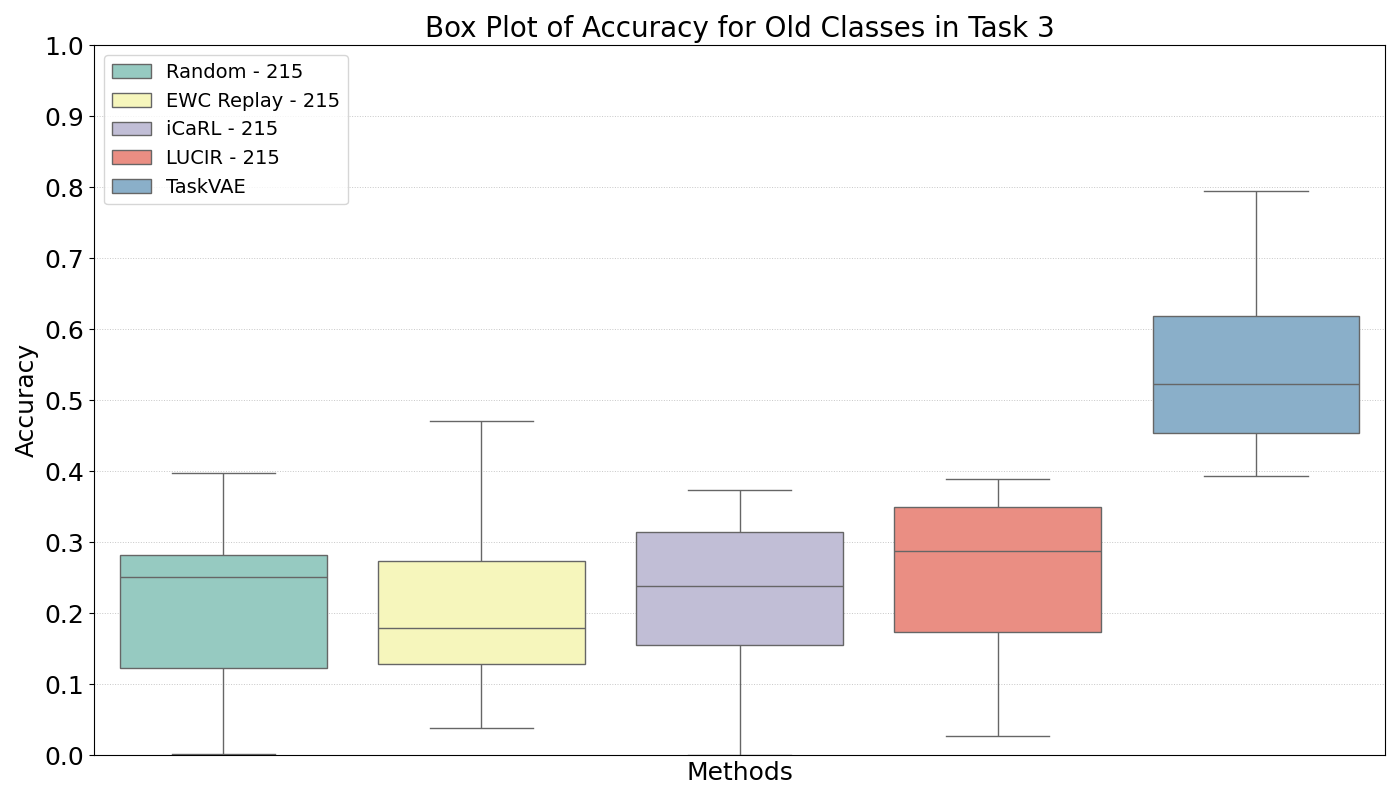 Box Plot of Accuracy for Old Classes in Task 3
1.0
0.9
0.8
0.7
0.6
0.5
0.4
0.3
0.2
0.1
0.0
Accuracy
Random - 215
EWC Replay - 215
iCaRL - 215
LUCIR - 215
TaskVAE
Methods